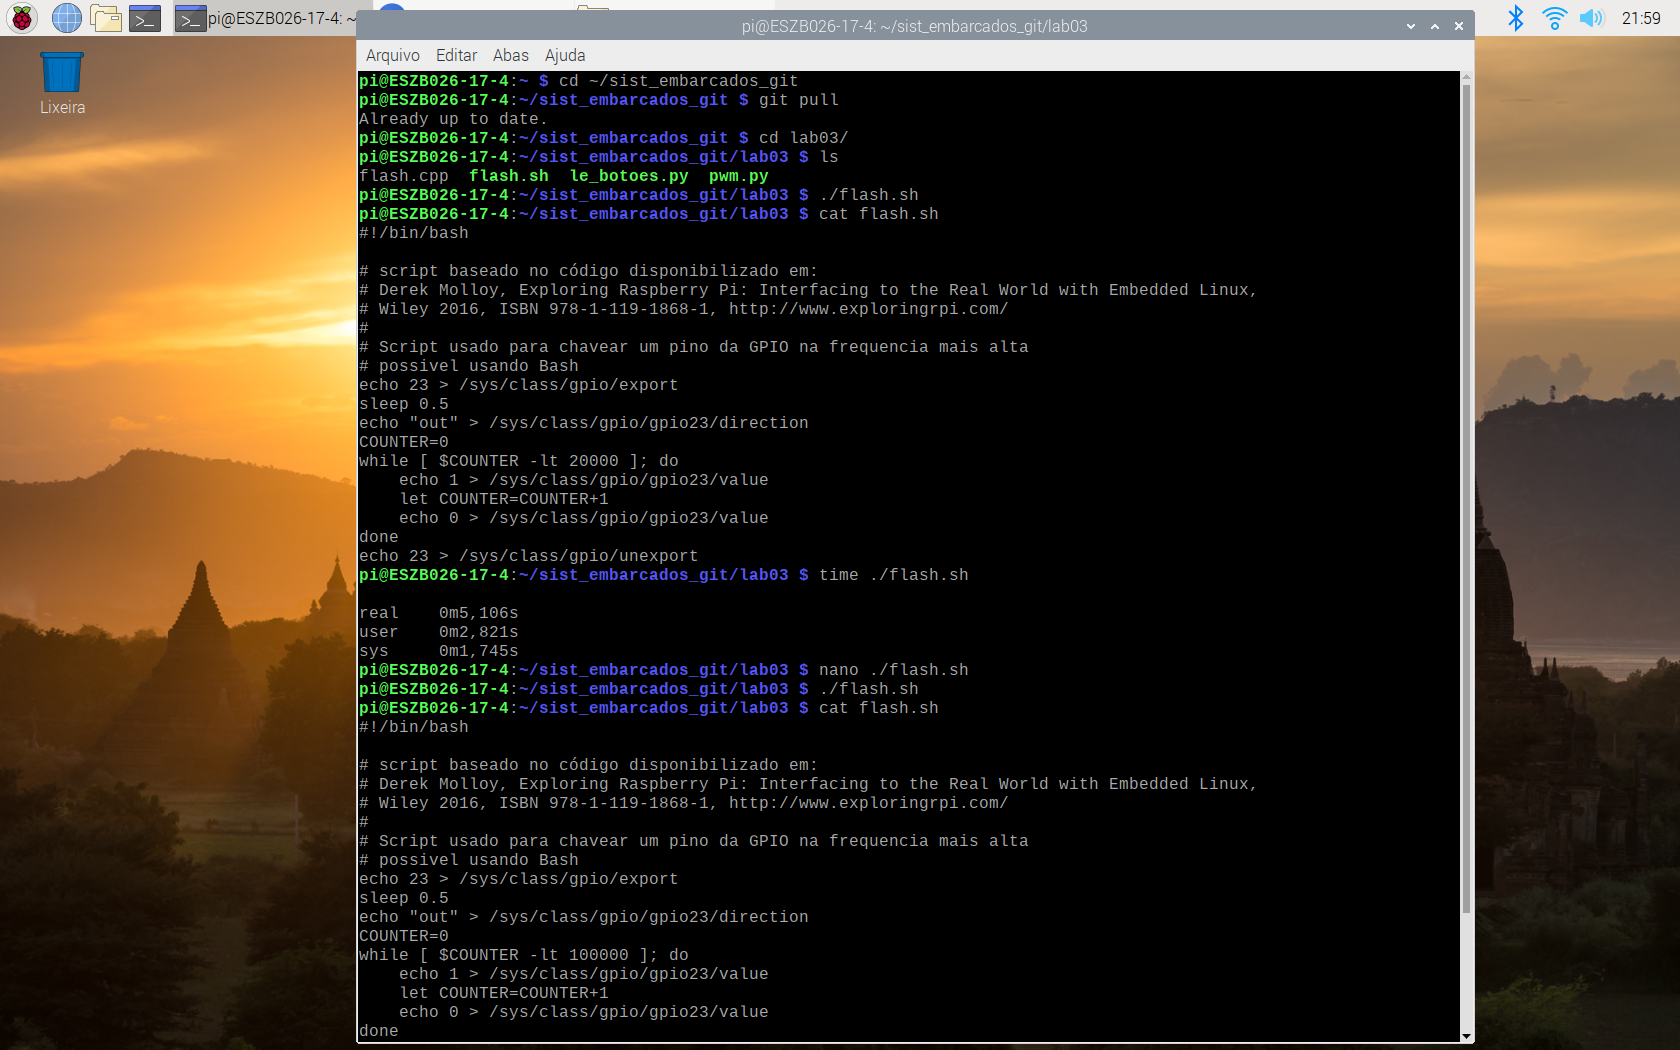 pi@ESZB026-17-4: ~
21:59
Lixeira
pi@ESZB026-17-4: ~/sist_embarcados_git/lab03
Arquivo Editar Abas Ajuda
pi@ESZB026-17-4:~ $ cd ~/sist_embarcados_git
pi@ESZB026-17-4:~/sist_embarcados_git $ git pull
Already up to date.
pi@ESZB026-17-4:~/sist_embarcados_git $ cd lab03/
pi@ESZB026-17-4:~/sist_embarcados_git/lab03 $ ls
flash.cpp  flash.sh  le_botoes.py  pwm.py
pi@ESZB026-17-4:~/sist_embarcados_git/lab03 $ ./flash.sh
pi@ESZB026-17-4:~/sist_embarcados_git/lab03 $ cat flash.sh
#!/bin/bash

# script baseado no código disponibilizado em:
# Derek Molloy, Exploring Raspberry Pi: Interfacing to the Real World with Embedded Linux,
# Wiley 2016, ISBN 978-1-119-1868-1, http://www.exploringrpi.com/
#
# Script usado para chavear um pino da GPIO na frequencia mais alta
# possivel usando Bash
echo 23 > /sys/class/gpio/export
sleep 0.5
echo "out" > /sys/class/gpio/gpio23/direction
COUNTER=0
while [ $COUNTER -lt 20000 ]; do
    echo 1 > /sys/class/gpio/gpio23/value
    let COUNTER=COUNTER+1
    echo 0 > /sys/class/gpio/gpio23/value
done
echo 23 > /sys/class/gpio/unexport
pi@ESZB026-17-4:~/sist_embarcados_git/lab03 $ time ./flash.sh

real    0m5,106s
user    0m2,821s
sys     0m1,745s
pi@ESZB026-17-4:~/sist_embarcados_git/lab03 $ nano ./flash.sh
pi@ESZB026-17-4:~/sist_embarcados_git/lab03 $ ./flash.sh
pi@ESZB026-17-4:~/sist_embarcados_git/lab03 $ cat flash.sh
#!/bin/bash

# script baseado no código disponibilizado em:
# Derek Molloy, Exploring Raspberry Pi: Interfacing to the Real World with Embedded Linux,
# Wiley 2016, ISBN 978-1-119-1868-1, http://www.exploringrpi.com/
#
# Script usado para chavear um pino da GPIO na frequencia mais alta
# possivel usando Bash
echo 23 > /sys/class/gpio/export
sleep 0.5
echo "out" > /sys/class/gpio/gpio23/direction
COUNTER=0
while [ $COUNTER -lt 100000 ]; do
    echo 1 > /sys/class/gpio/gpio23/value
    let COUNTER=COUNTER+1
    echo 0 > /sys/class/gpio/gpio23/value
done